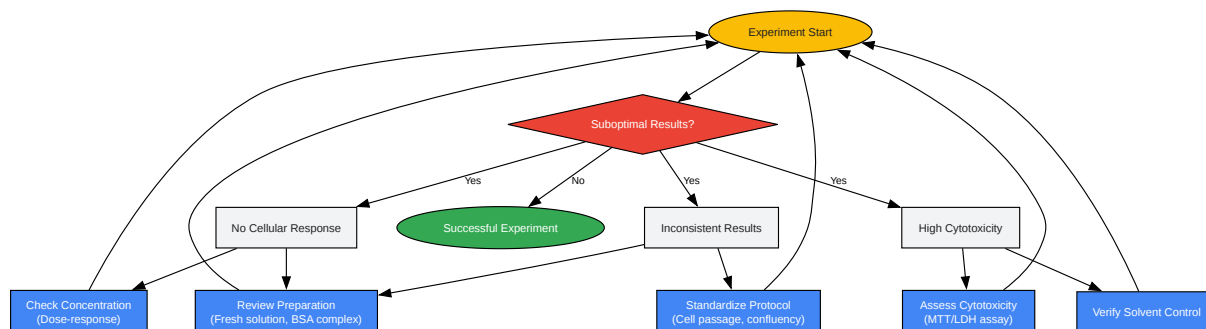 Experiment Start
Suboptimal Results?
Yes
No
Yes
Yes
No Cellular Response
Successful Experiment
Inconsistent Results
High Cytotoxicity
Check Concentration
(Dose-response)
Review Preparation
(Fresh solution, BSA complex)
Standardize Protocol
(Cell passage, confluency)
Assess Cytotoxicity
(MTT/LDH assay)
Verify Solvent Control